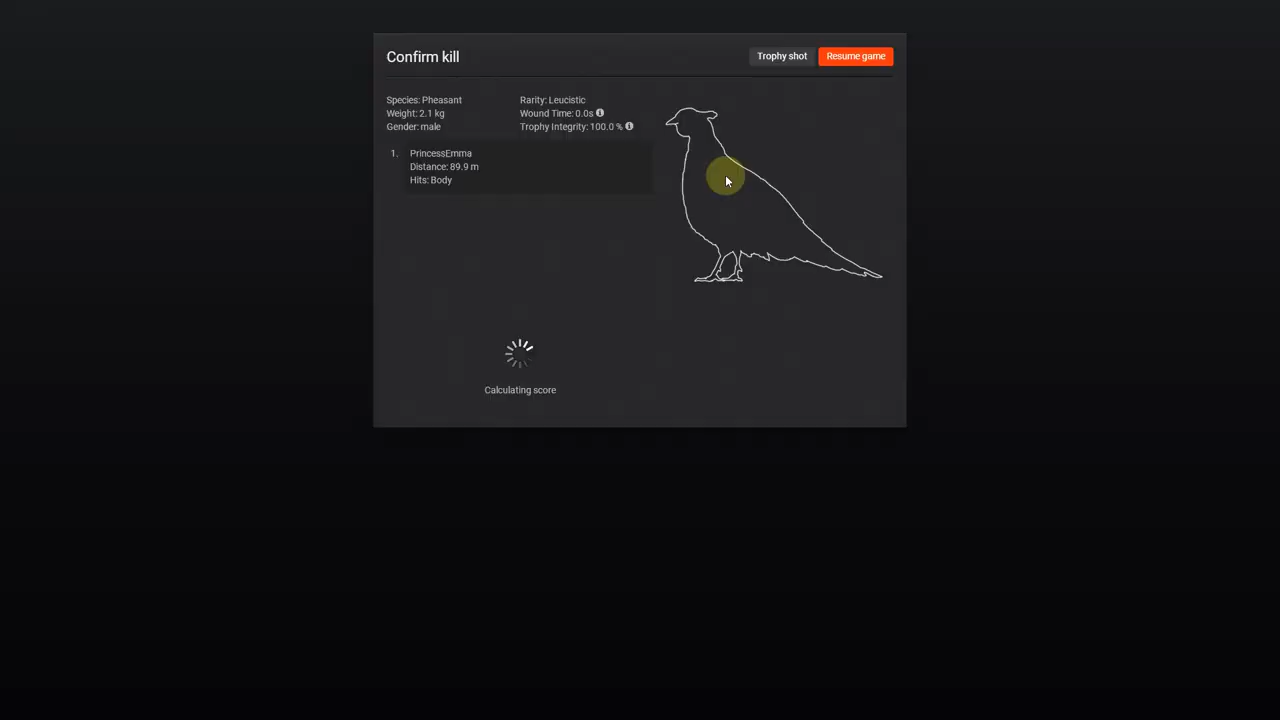 Confirm kill
Trophy shot
Resume game
Species: Pheasant
Weight: 2.1 kg
Gender: male
Rarity: Leucistic
Wound Time: 0.0s
Trophy Integrity: 100.0 %
1. PrincessEmma
Distance: 89.9 m
Hits: Body
Calculating score